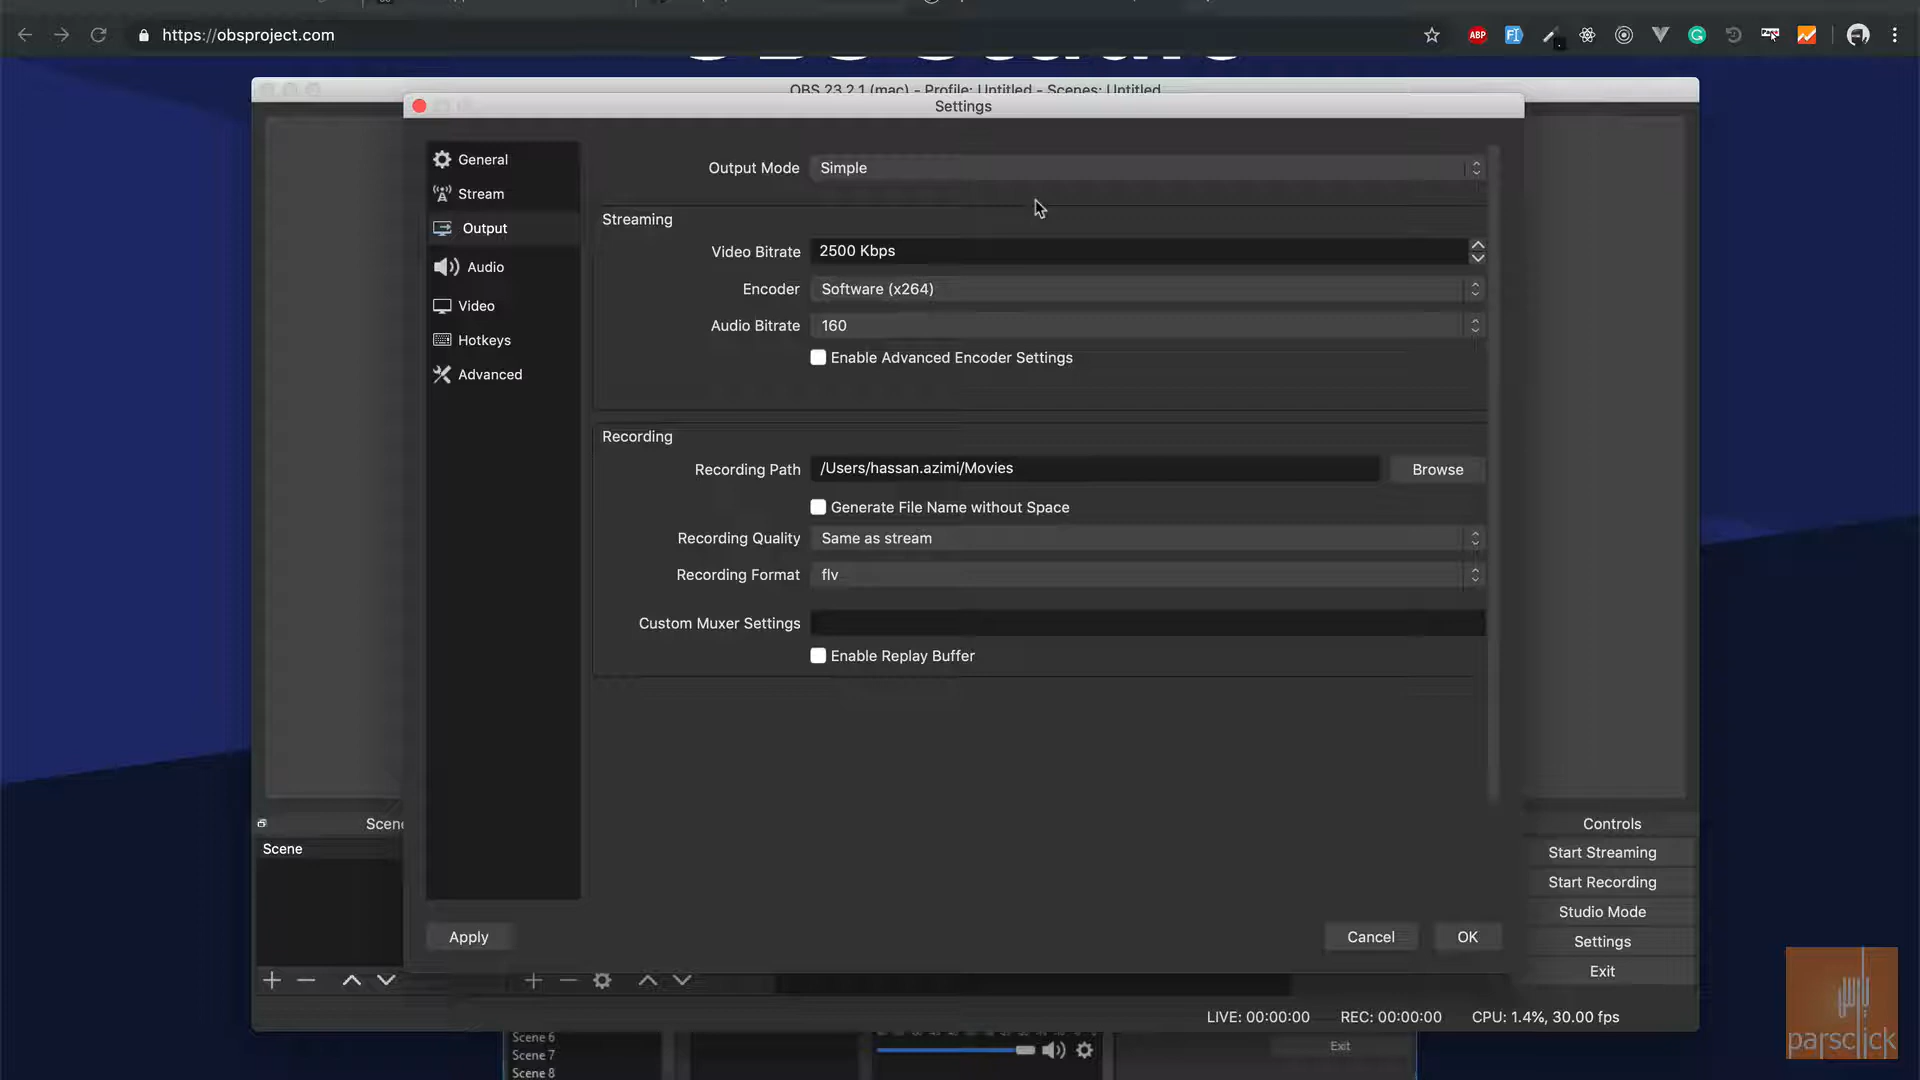 https://obsproject.com
ABP
OBS 23.2.1 (mac) - Profile: Untitled - Scenes: Untitled
Settings
General
Stream
Output
Audio
Video
Hotkeys
Advanced
Output Mode
Simple
Streaming
Video Bitrate
2500 Kbps
Encoder
Software (x264)
Audio Bitrate
160
Enable Advanced Encoder Settings
Recording
Recording Path
/Users/hassan.azimi/Movies
Browse
Generate File Name without Space
Recording Quality
Same as stream
Recording Format
flv
Custom Muxer Settings
Enable Replay Buffer
Apply
Cancel
OK
Scene
Controls
Start Streaming
Start Recording
Studio Mode
Settings
Exit
LIVE: 00:00:00
REC: 00:00:00
CPU: 1.4%, 30.00 fps
Scene 6
Scene 7
Scene 8
Exit
parsclick